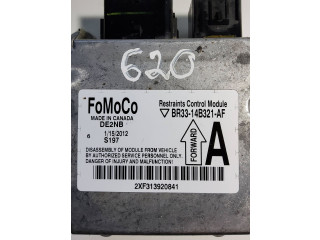 620
FoMoCo
MADE IN CANADA
DE2NB
6 1/15/2012
S197
Restraints Control Module
BR33-14B321-AF
FORWARD
A
DISASSEMBLY OF MODULE FROM VEHICLE
BY AUTHORIZED SERVICE PERSONNEL ONLY.
DANGER OF INJURY AND MALFUNCTION.
2XF313920841